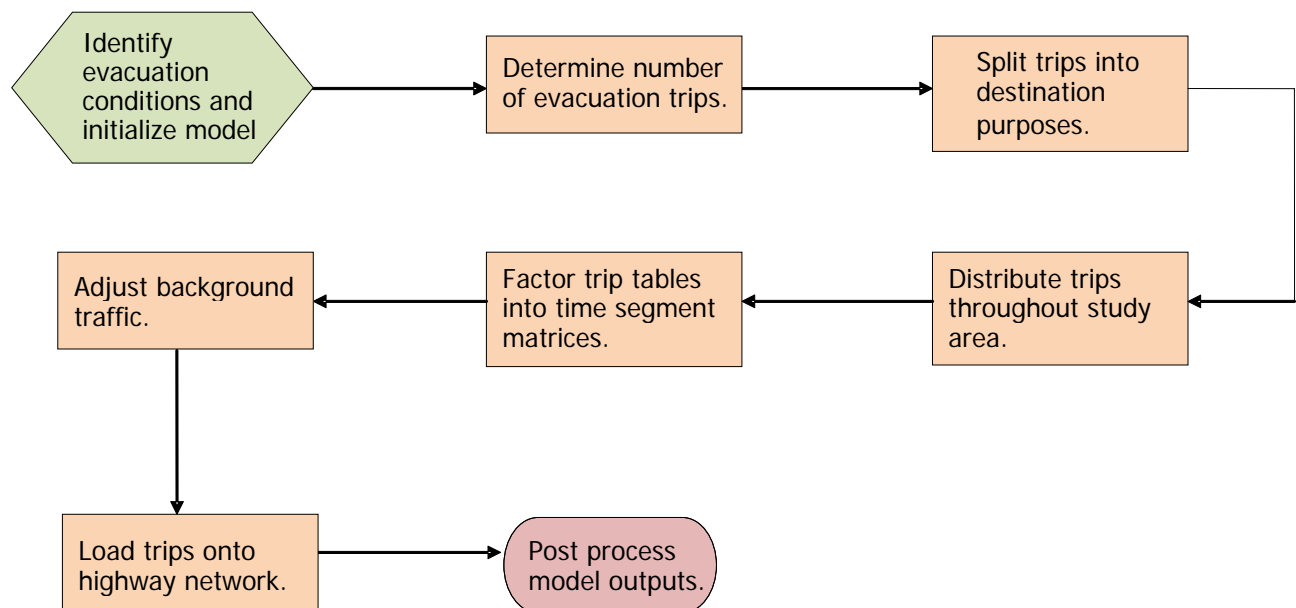 Identify
evacuation
conditions and
initialize model
Determine number
of evacuation trips.
Split trips into
destination
purposes.
Distribute trips
throughout study
area.
Factor trip tables
into time segment
matrices.
Adjust background
traffic.
Load trips onto
highway network.
Post process
model outputs.